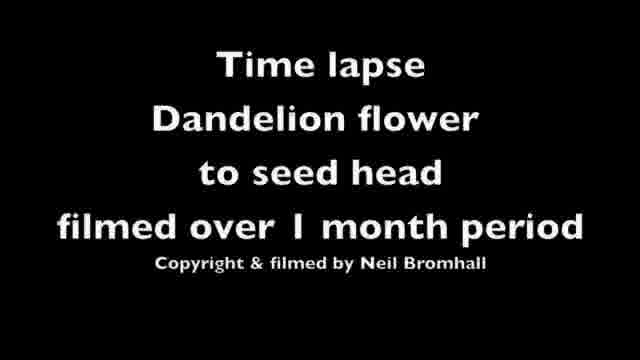 Time lapse
Dandelion flower
to seed head
filmed over 1 month period
Copyright & filmed by Neil Bromhall